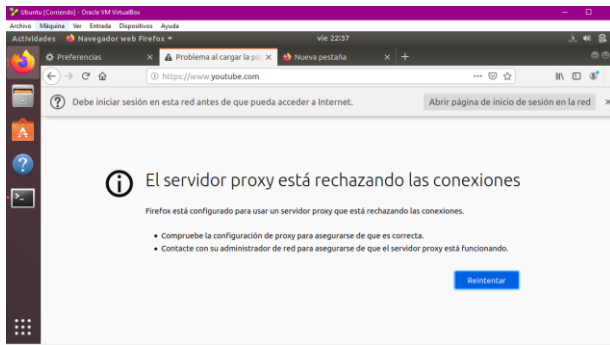 Ubuntu [Corriendo] - Oracle VM VirtualBox
Archivo Máquina Ver Entrada Dispositivos Ayuda
Actividades Navegador web Firefox vie 22:37
Preferencias Problema al cargar la pá Nueva pestaña
https://www.youtube.com
Debe iniciar sesión en esta red antes de que pueda acceder a Internet. Abrir página de inicio de sesión en la red
El servidor proxy está rechazando las conexiones
Firefox está configurado para usar un servidor proxy que está rechazando las conexiones.
Compruebe la configuración de proxy para asegurarse de que es correcta.
Contacte con su administrador de red para asegurarse de que el servidor proxy está funcionando.
Reintentar